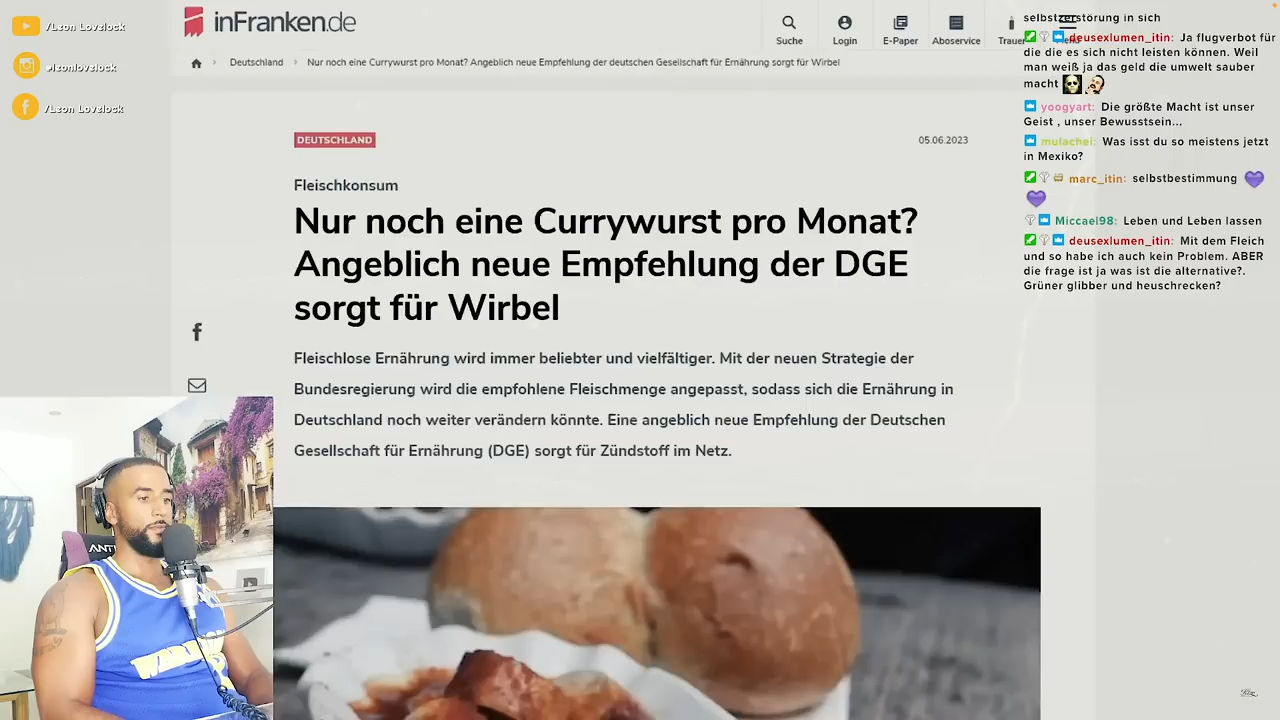 /Leon Lovelock
@leonlovelock
/Leon Lovelock
inFranken.de
Suche
Login
E-Paper
Aboservice
Trauer
Deutschland
Nur noch eine Currywurst pro Monat? Angeblich neue Empfehlung der deutschen Gesellschaft für Ernährung sorgt für Wirbel
DEUTSCHLAND
05.06.2023
Fleischkonsum
Nur noch eine Currywurst pro Monat?
Angeblich neue Empfehlung der DGE
sorgt für Wirbel
Fleischlose Ernährung wird immer beliebter und vielfältiger. Mit der neuen Strategie der
Bundesregierung wird die empfohlene Fleischmenge angepasst, sodass sich die Ernährung in
Deutschland noch weiter verändern könnte. Eine angeblich neue Empfehlung der Deutschen
Gesellschaft für Ernährung (DGE) sorgt für Zündstoff im Netz.
selbstzerstörung in sich
deusexlumen_itin: Ja flugverbot für
die die es sich nicht leisten können. Weil
man weiß ja das geld die umwelt sauber
macht
yoogyart: Die größte Macht ist unser
Geist , unser Bewusstsein...
mulachei: Was isst du so meistens jetzt
in Mexiko?
marc_itin: selbstbestimmung
Miccael98: Leben und Leben lassen
deusexlumen_itin: Mit dem Fleich
und so habe ich auch kein Problem. ABER
die frage ist ja was ist die alternative?.
Grüner glibber und heuschrecken?
ANT
WARRIO